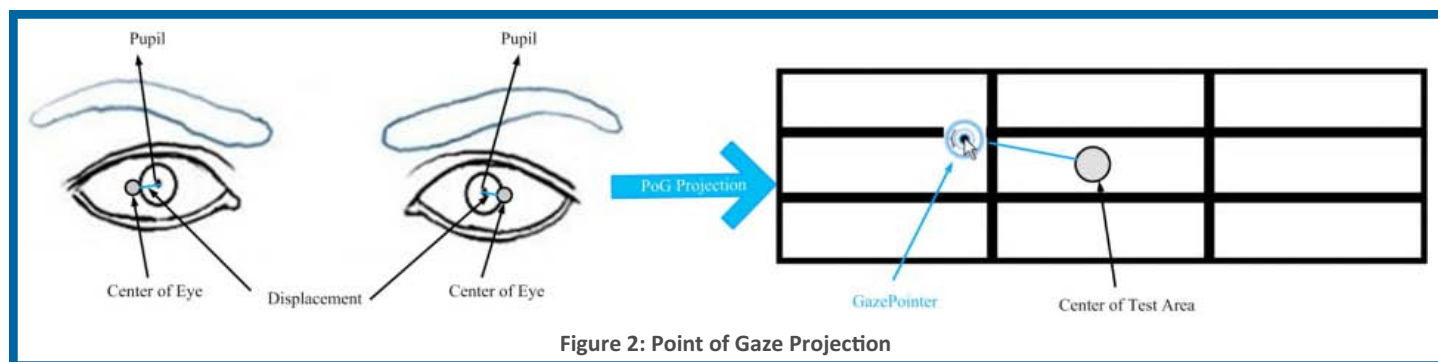 Pupil
Pupil
PoG Projection
Center of Eye
Displacement
Center of Eye
GazePointer
Center of Test Area
Figure 2: Point of Gaze Projection